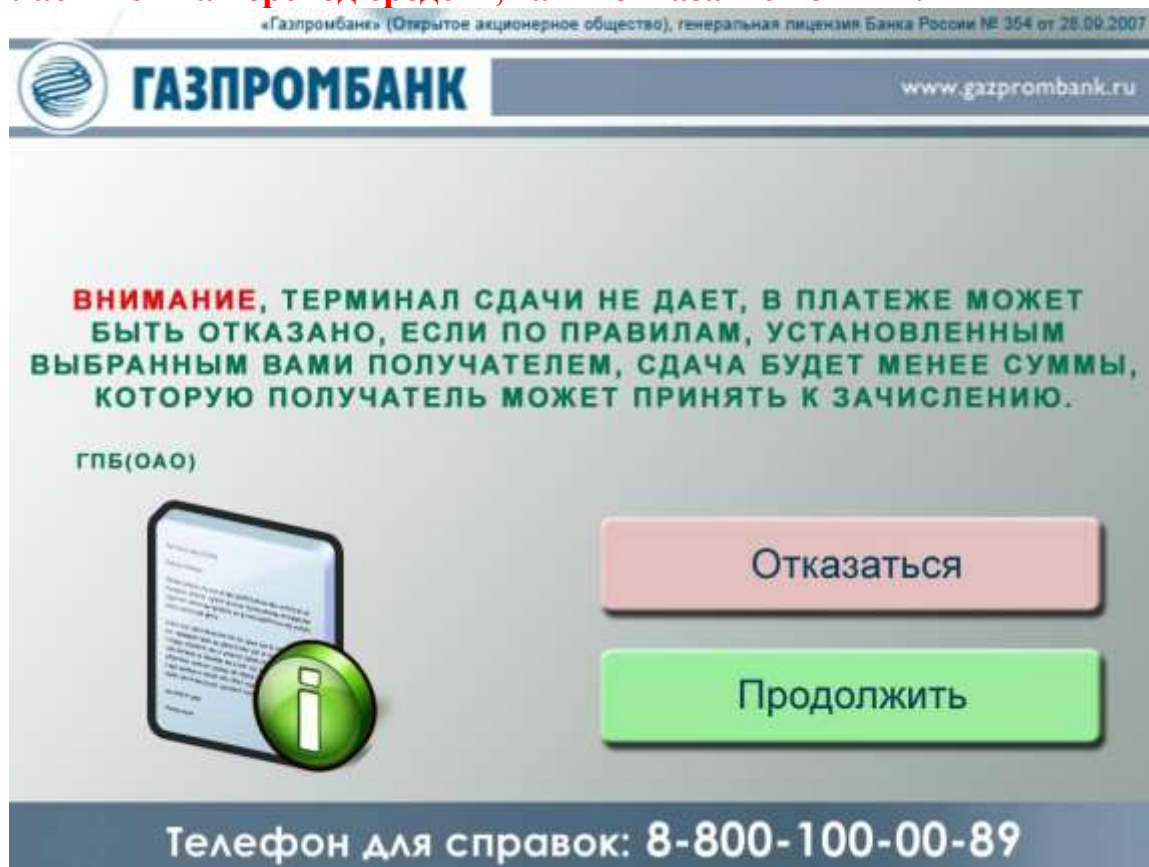 «Газпромбанк» (Открытое акционерное общество), генеральная лицензия Банка России № 354 от 28.09.2007
ГАЗПРОМБАНК
www.gazprombank.ru
ВНИМАНИЕ, ТЕРМИНАЛ СДАЧИ НЕ ДАЕТ, В ПЛАТЕЖЕ МОЖЕТ
БЫТЬ ОТКАЗАНО, ЕСЛИ ПО ПРАВИЛАМ, УСТАНОВЛЕННЫМ
ВЫБРАННЫМ ВАМИ ПОЛУЧАТЕЛЕМ, СДАЧА БУДЕТ МЕНЕЕ СУММЫ,
КОТОРУЮ ПОЛУЧАТЕЛЬ МОЖЕТ ПРИНЯТЬ К ЗАЧИСЛЕНИЮ.
ГПБ(ОАО)
Отказаться
Продолжить
Телефон для справок: 8-800-100-00-89